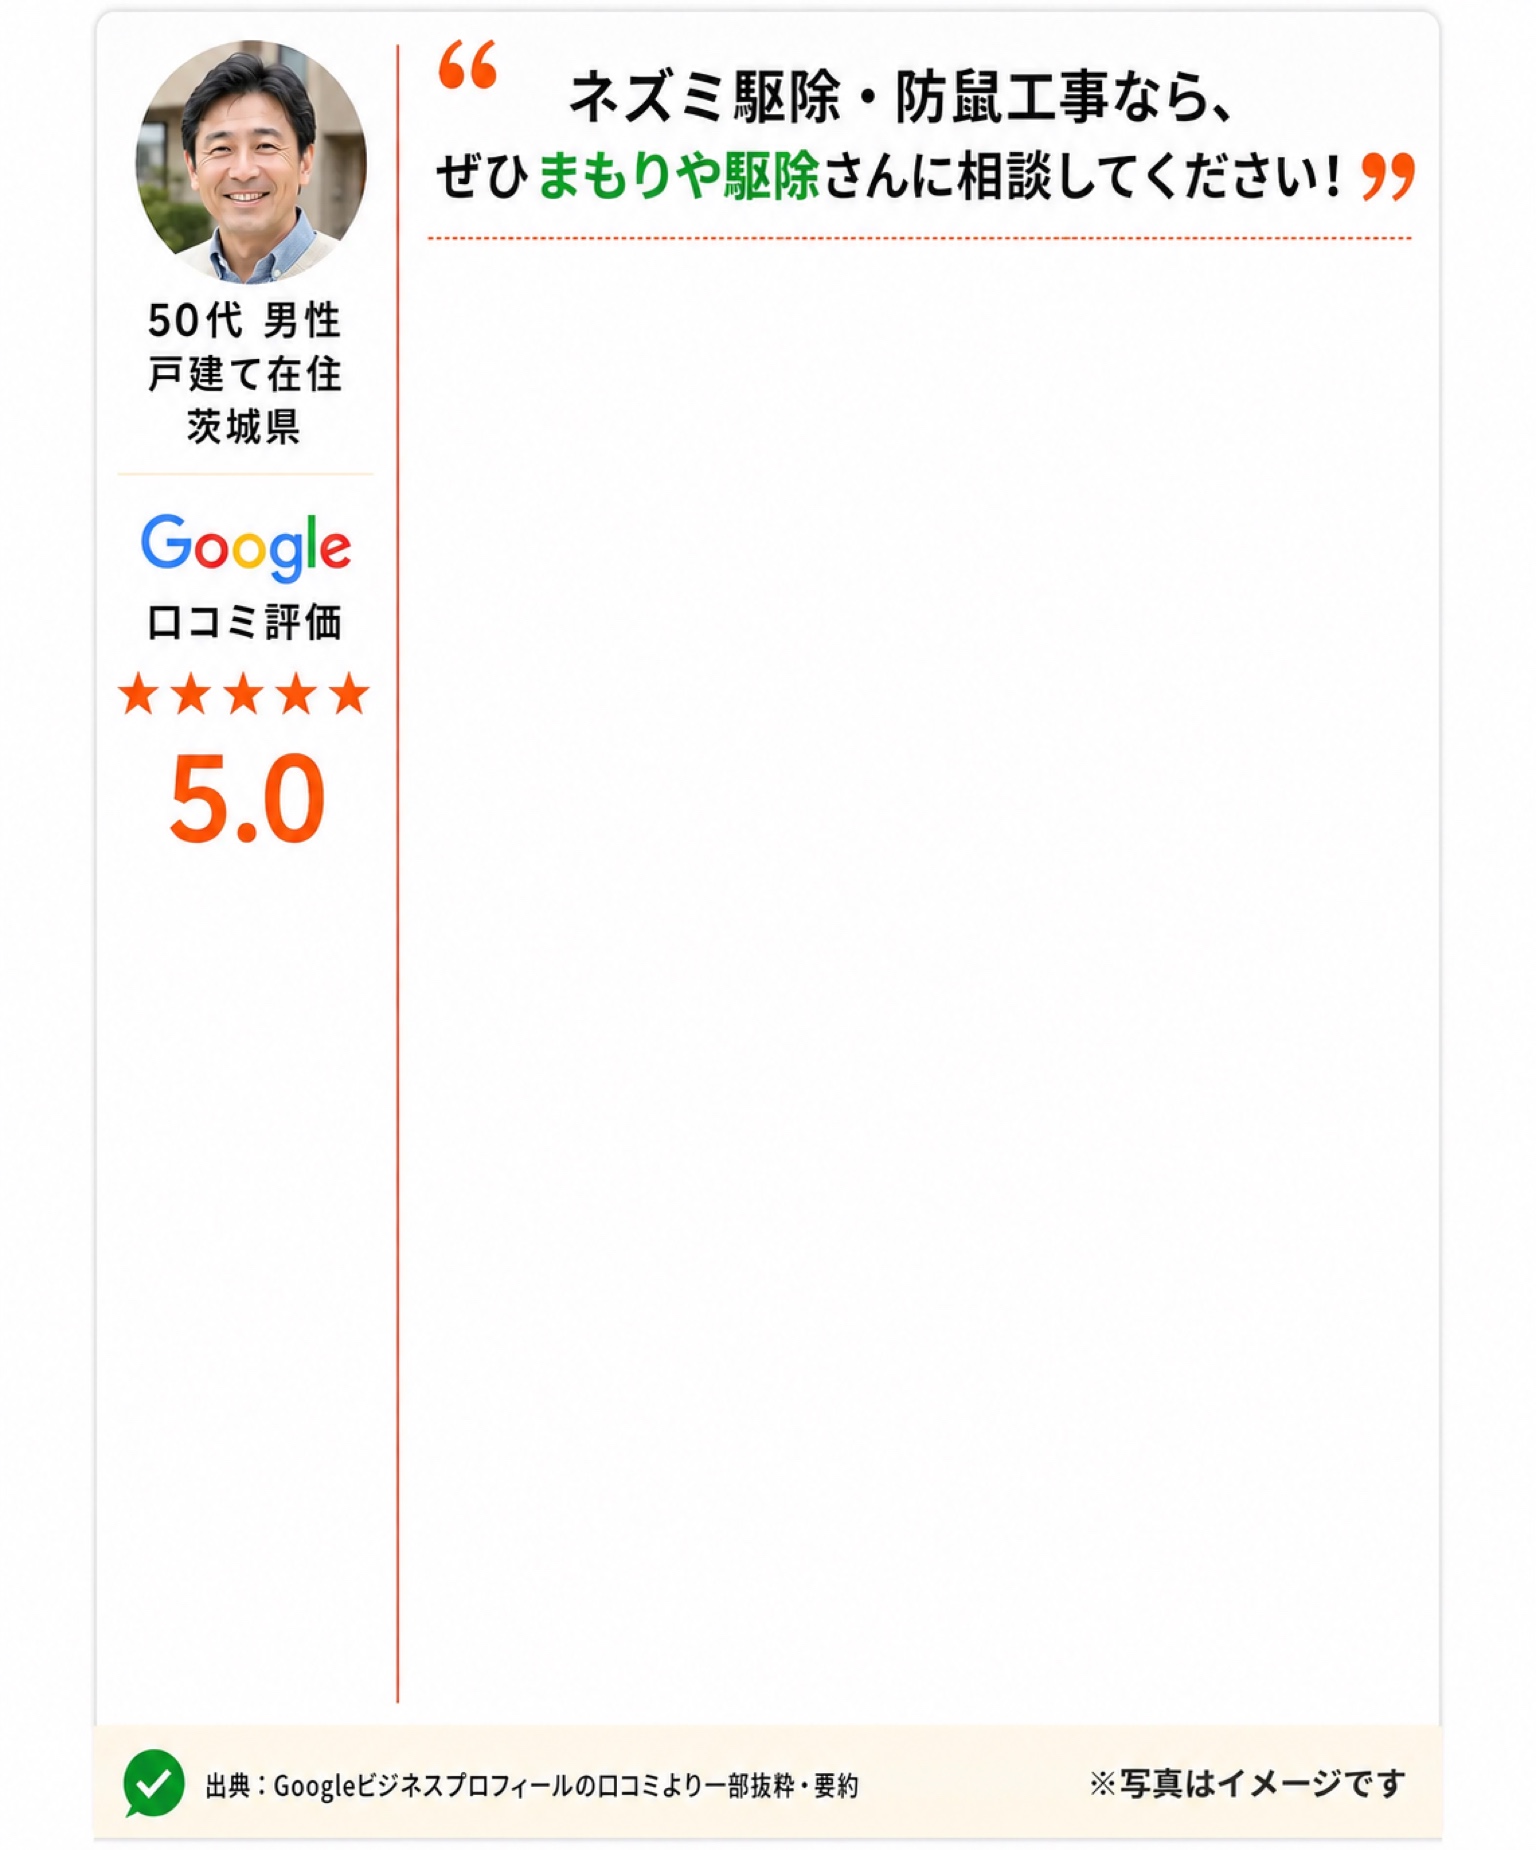 50代 男性
戸建て在住
茨城県
Google
口コミ評価
★★★★★
5.0
“ ネズミ駆除・防鼠工事なら、
ぜひまもりや駆除さんに相談してください! ”
出典：Googleビジネスプロフィールの口コミより一部抜粋・要約
※写真はイメージです